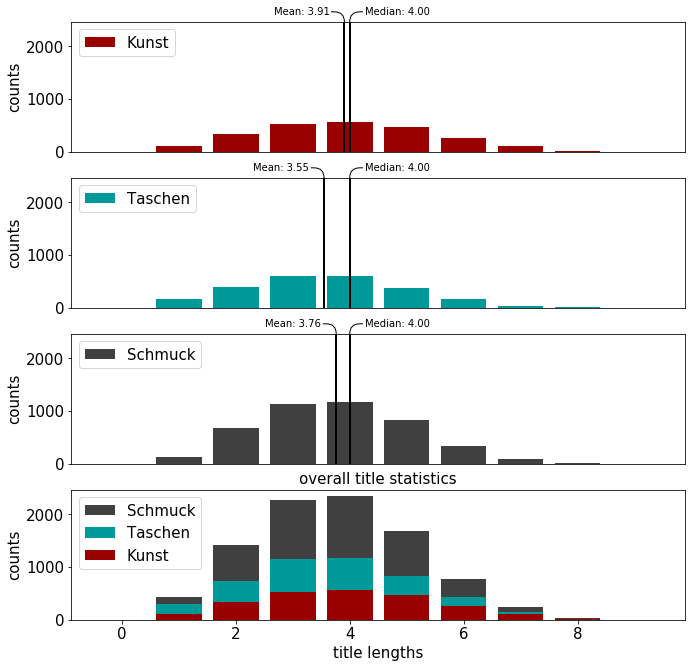 Mean: 3.91 Median: 4.00
2000
1000
0
counts
Kunst
Mean: 3.55 Median: 4.00
2000
1000
0
counts
Taschen
Mean: 3.76 Median: 4.00
2000
1000
0
counts
Schmuck
overall title statistics
2000
1000
0
counts
Schmuck
Taschen
Kunst
0 2 4 6 8
title lengths